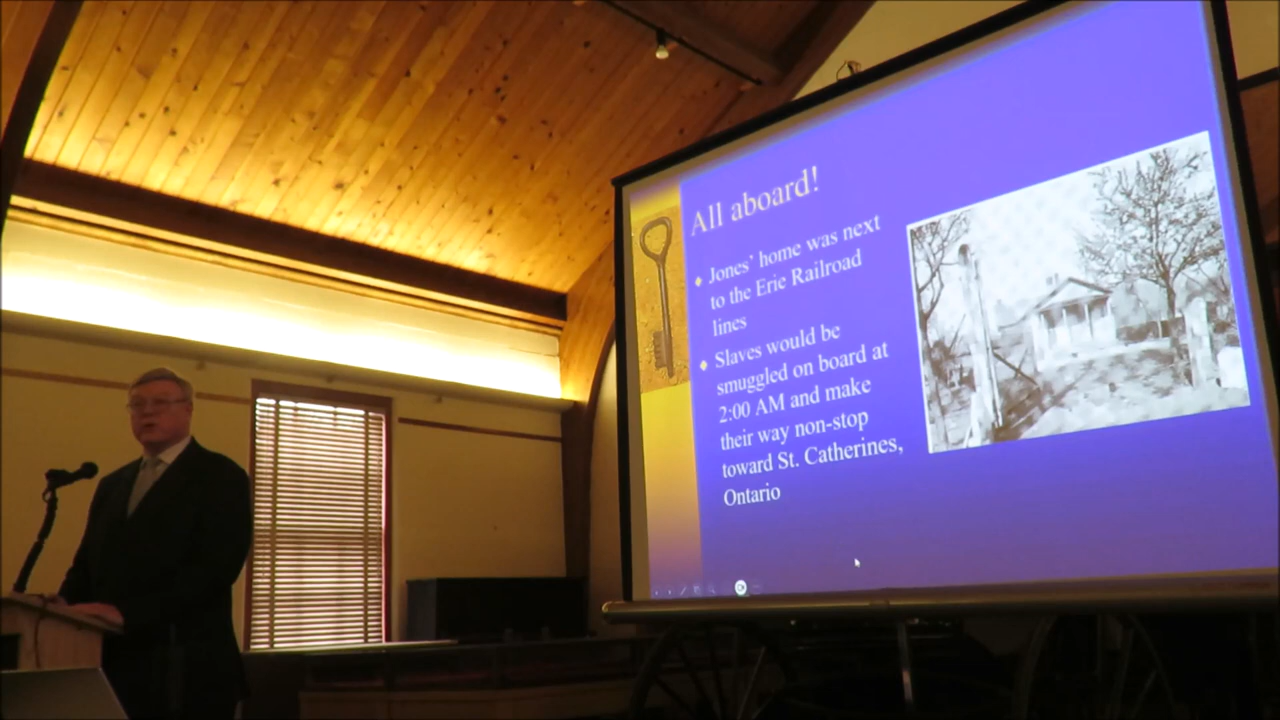 All aboard!
Jones' home was next
to the Erie Railroad
lines
Slaves would be
smuggled on board at
2:00 AM and make
their way non-stop
toward St. Catherines,
Ontario